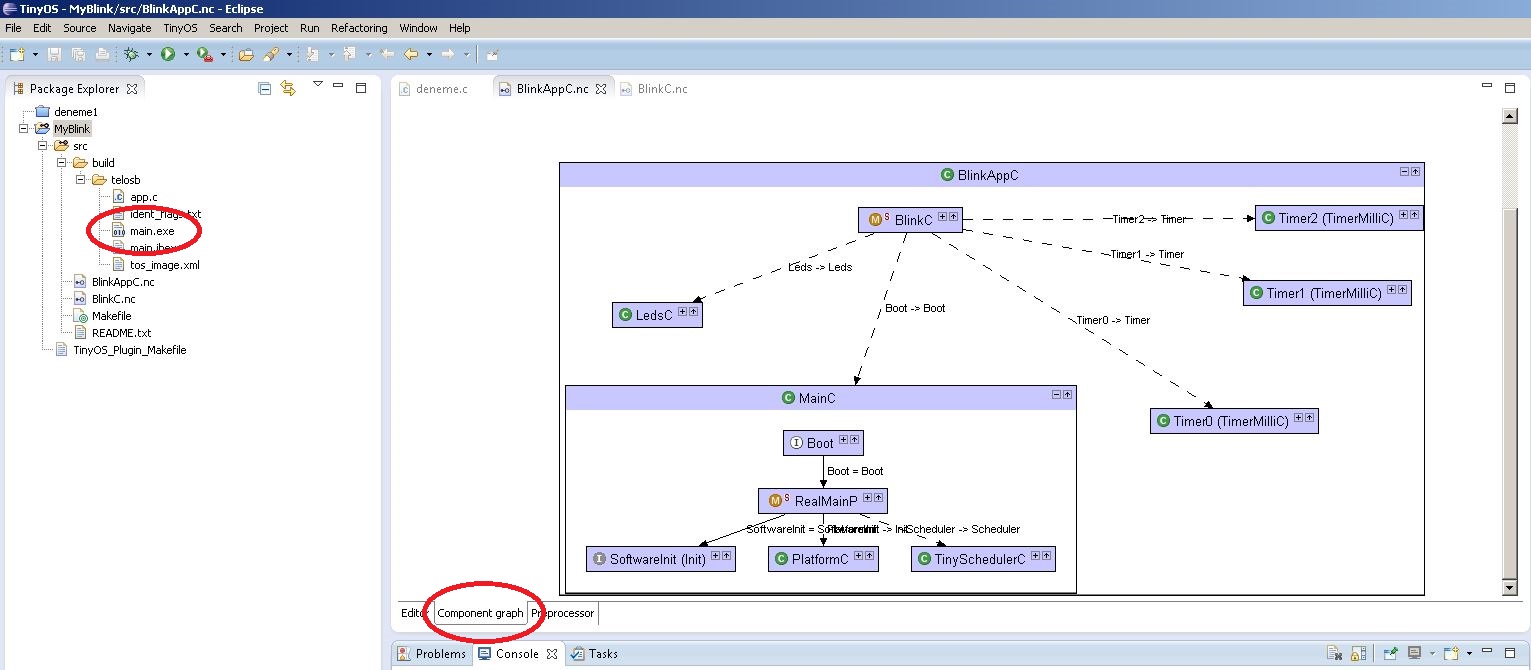 TinyOS - MyBlink/src/BlinkAppC.nc - Eclipse
File Edit Source Navigate TinyOS Search Project Run Refactoring Window Help
Package Explorer
deneme1
MyBlink
src
build
telosb
app.c
ident_flags.txt
main.exe
main.ihex
tos_image.xml
BlinkAppC.nc
BlinkC.nc
Makefile
README.txt
TinyOS_Plugin_Makefile
deneme.c BlinkAppC.nc BlinkC.nc
C BlinkAppC
M S BlinkC
Timer2 -> Timer
C Timer2 (TimerMilliC)
Timer1 -> Timer
Leds -> Leds
C Timer1 (TimerMilliC)
C LedsC
Boot -> Boot
Timer0 -> Timer
C MainC
C Timer0 (TimerMilliC)
I Boot
Boot = Boot
M S RealMainP
SoftwareInit = -> Init Scheduler -> Scheduler
I SoftwareInit (Init)
C PlatformC
C TinySchedulerC
Editor Component graph Preprocessor
Problems Console Tasks